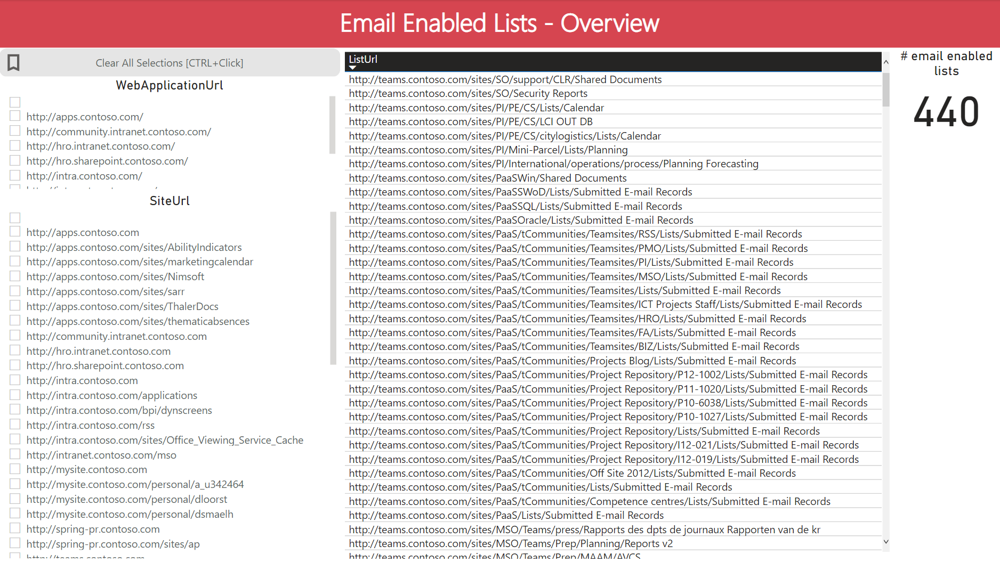 Email Enabled Lists - Overview
Clear All Selections [CTRL+Click]
WebApplicationUrl
http://apps.contoso.com/
http://community.intranet.contoso.com/
http://hro.intranet.contoso.com/
http://hro.sharepoint.contoso.com/
http://intra.contoso.com/
SiteUrl
http://apps.contoso.com
http://apps.contoso.com/sites/AbilityIndicators
http://apps.contoso.com/sites/marketingcalendar
http://apps.contoso.com/sites/Nimsoft
http://apps.contoso.com/sites/sarr
http://apps.contoso.com/sites/ThalerDocs
http://apps.contoso.com/sites/thematicabsences
http://community.intranet.contoso.com
http://hro.intranet.contoso.com
http://hro.sharepoint.contoso.com
http://intra.contoso.com
http://intra.contoso.com/applications
http://intra.contoso.com/bpi/dynscreens
http://intra.contoso.com/rss
http://intra.contoso.com/sites/Office_Viewing_Service_Cache
http://intranet.contoso.com/mso
http://mysite.contoso.com
http://mysite.contoso.com/personal/a_u342464
http://mysite.contoso.com/personal/dloorst
http://mysite.contoso.com/personal/dsmaelh
http://spring-pr.contoso.com
http://spring-pr.contoso.com/sites/ap
http://teams.contoso.com
ListUrl
http://teams.contoso.com/sites/SO/support/CLR/Shared Documents
http://teams.contoso.com/sites/SO/Security Reports
http://teams.contoso.com/sites/PI/PE/CS/Lists/Calendar
http://teams.contoso.com/sites/PI/PE/CS/LCI OUT DB
http://teams.contoso.com/sites/PI/PE/CS/citylogistics/Lists/Calendar
http://teams.contoso.com/sites/PI/Mini-Parcel/Lists/Planning
http://teams.contoso.com/sites/PI/International/operations/process/Planning Forecasting
http://teams.contoso.com/sites/PaaSWin/Shared Documents
http://teams.contoso.com/sites/PaaSSWoD/Lists/Submitted E-mail Records
http://teams.contoso.com/sites/PaaSSQL/Lists/Submitted E-mail Records
http://teams.contoso.com/sites/PaaSOracle/Lists/Submitted E-mail Records
http://teams.contoso.com/sites/PaaS/tCommunities/Teamsites/RSS/Lists/Submitted E-mail Records
http://teams.contoso.com/sites/PaaS/tCommunities/Teamsites/PMO/Lists/Submitted E-mail Records
http://teams.contoso.com/sites/PaaS/tCommunities/Teamsites/PI/Lists/Submitted E-mail Records
http://teams.contoso.com/sites/PaaS/tCommunities/Teamsites/MSO/Lists/Submitted E-mail Records
http://teams.contoso.com/sites/PaaS/tCommunities/Teamsites/Lists/Submitted E-mail Records
http://teams.contoso.com/sites/PaaS/tCommunities/Teamsites/ICT Projects Staff/Lists/Submitted E-mail Records
http://teams.contoso.com/sites/PaaS/tCommunities/Teamsites/HRO/Lists/Submitted E-mail Records
http://teams.contoso.com/sites/PaaS/tCommunities/Teamsites/FA/Lists/Submitted E-mail Records
http://teams.contoso.com/sites/PaaS/tCommunities/Teamsites/BIZ/Lists/Submitted E-mail Records
http://teams.contoso.com/sites/PaaS/tCommunities/Projects Blog/Lists/Submitted E-mail Records
http://teams.contoso.com/sites/PaaS/tCommunities/Project Repository/P12-1002/Lists/Submitted E-mail Records
http://teams.contoso.com/sites/PaaS/tCommunities/Project Repository/P11-1020/Lists/Submitted E-mail Records
http://teams.contoso.com/sites/PaaS/tCommunities/Project Repository/P10-6038/Lists/Submitted E-mail Records
http://teams.contoso.com/sites/PaaS/tCommunities/Project Repository/P10-1027/Lists/Submitted E-mail Records
http://teams.contoso.com/sites/PaaS/tCommunities/Project Repository/Lists/Submitted E-mail Records
http://teams.contoso.com/sites/PaaS/tCommunities/Project Repository/I12-021/Lists/Submitted E-mail Records
http://teams.contoso.com/sites/PaaS/tCommunities/Project Repository/I12-019/Lists/Submitted E-mail Records
http://teams.contoso.com/sites/PaaS/tCommunities/Off Site 2012/Lists/Submitted E-mail Records
http://teams.contoso.com/sites/PaaS/tCommunities/Lists/Submitted E-mail Records
http://teams.contoso.com/sites/PaaS/tCommunities/Competence centres/Lists/Submitted E-mail Records
http://teams.contoso.com/sites/PaaS/Lists/Submitted E-mail Records
http://teams.contoso.com/sites/MSO/Teams/press/Rapports des dpts de journaux Rapporten van de kr
http://teams.contoso.com/sites/MSO/Teams/Prep/Planning/Reports v2
http://teams.contoso.com/sites/MSO/Teams/Prep/MAAM/AVCS
# email enabled
lists
440